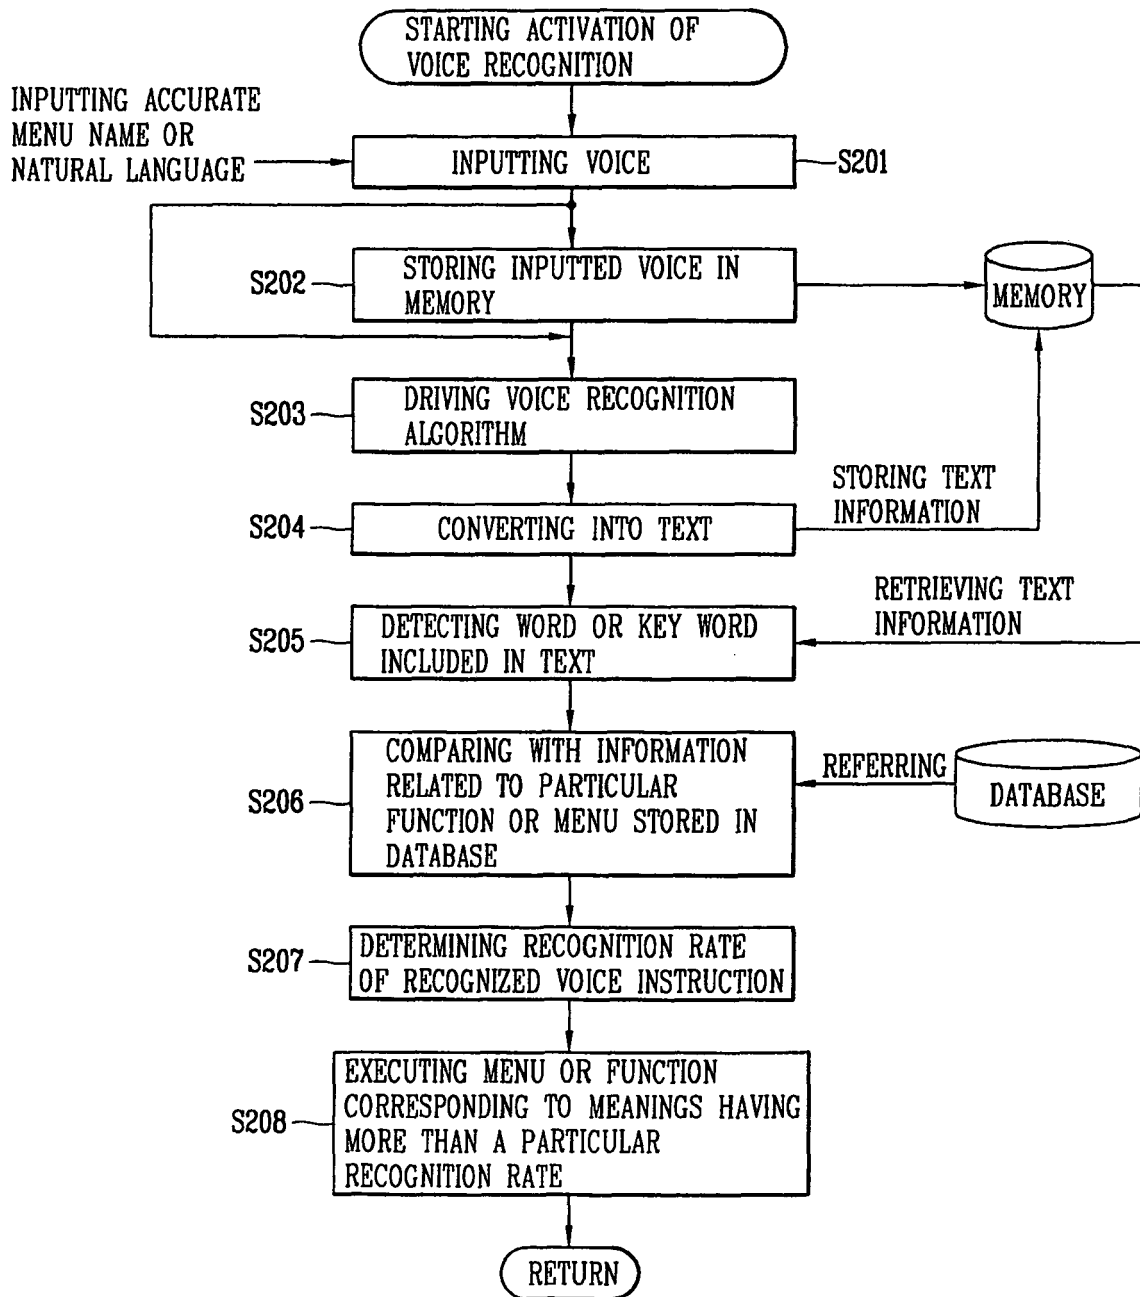 STARTING ACTIVATION OF
VOICE RECOGNITION
INPUTTING ACCURATE
MENU NAME OR
NATURAL LANGUAGE
INPUTTING VOICE
S201
S202
STORING INPUTTED VOICE IN
MEMORY
MEMORY
S203
DRIVING VOICE RECOGNITION
ALGORITHM
STORING TEXT
INFORMATION
S204
CONVERTING INTO TEXT
RETRIEVING TEXT
INFORMATION
S205
DETECTING WORD OR KEY WORD
INCLUDED IN TEXT
S206
COMPARING WITH INFORMATION
RELATED TO PARTICULAR
FUNCTION OR MENU STORED IN
DATABASE
REFERRING
DATABASE
S207
DETERMINING RECOGNITION RATE
OF RECOGNIZED VOICE INSTRUCTION
S208
EXECUTING MENU OR FUNCTION
CORRESPONDING TO MEANINGS HAVING
MORE THAN A PARTICULAR
RECOGNITION RATE
RETURN